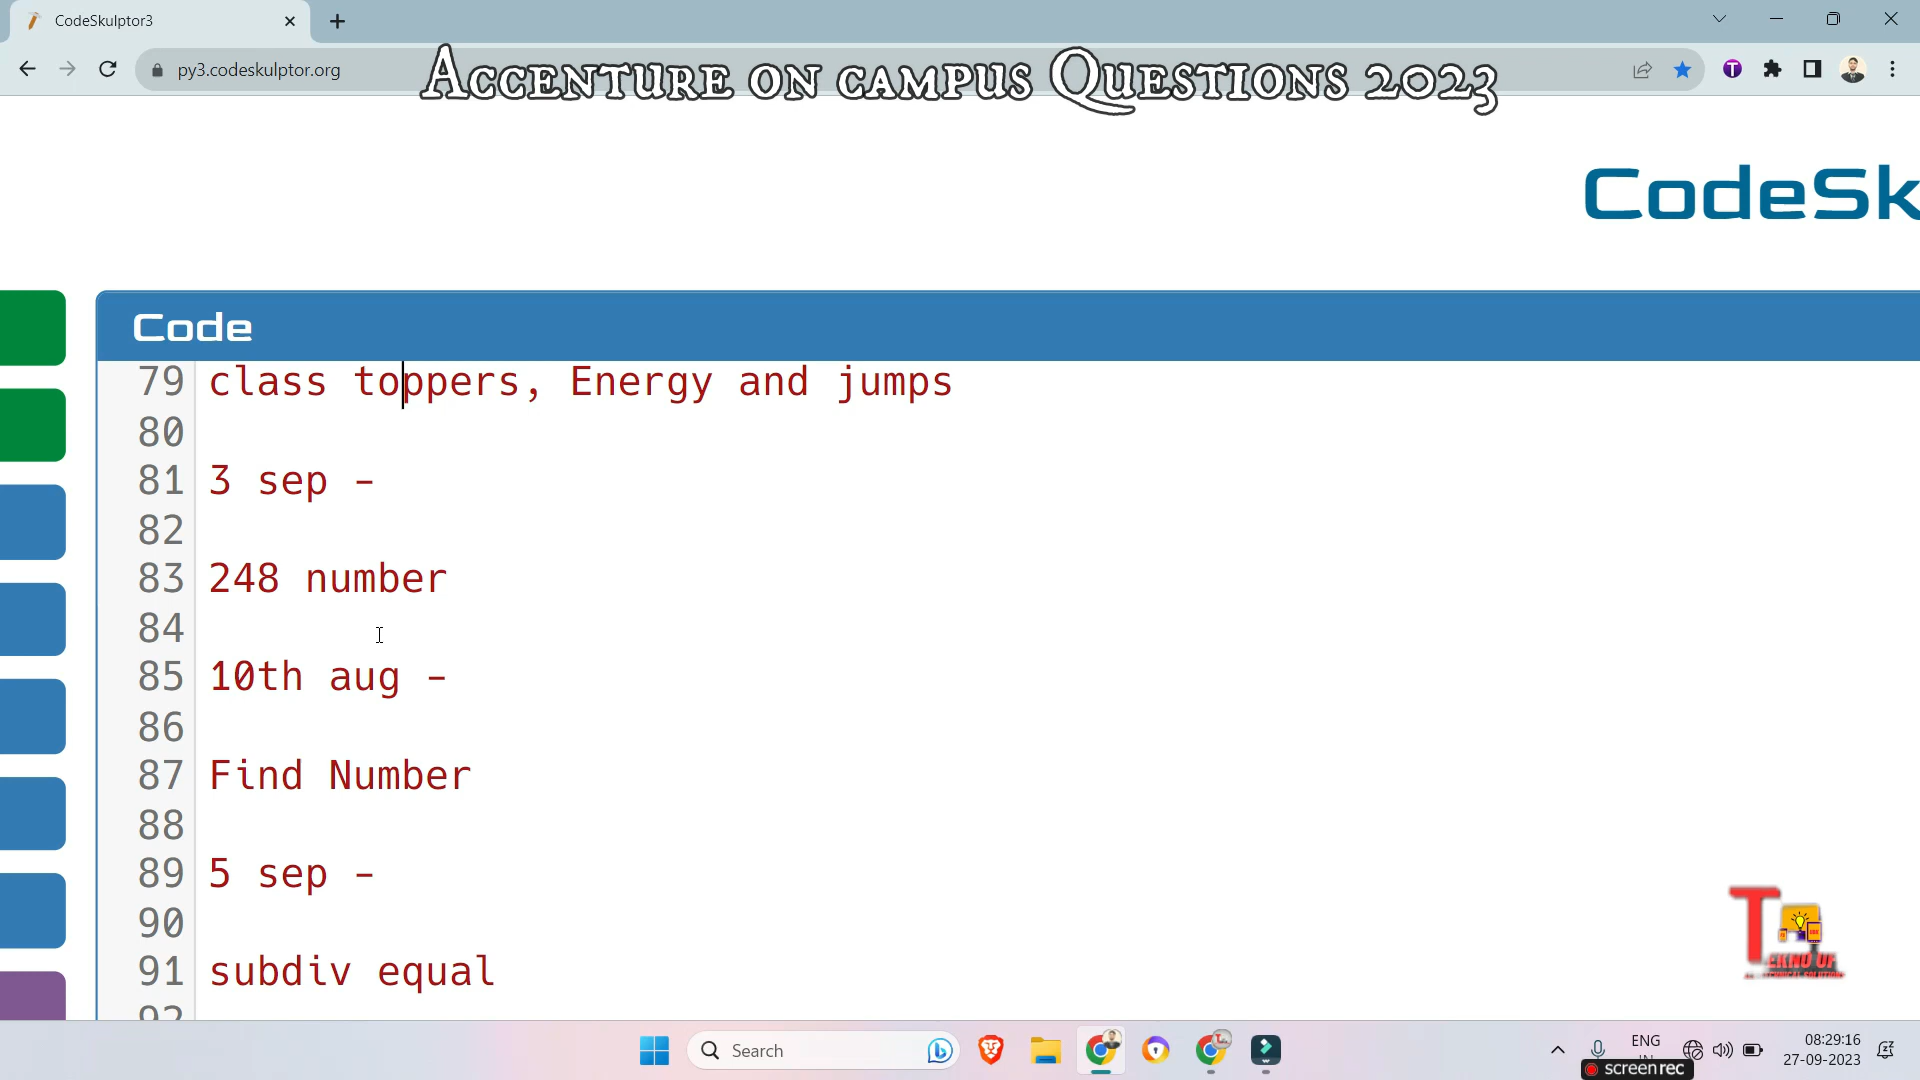 CodeSkulptor3
py3.codeskulptor.org
Accenture on campus Questions 2023
CodeSk
Code
79 class toppers, Energy and jumps
80
81 3 sep -
82
83 248 number
84
85 10th aug -
86
87 Find Number
88
89 5 sep -
90
91 subdiv equal
92
Search
ENG
IN
08:29:16
27-09-2023
screenrec